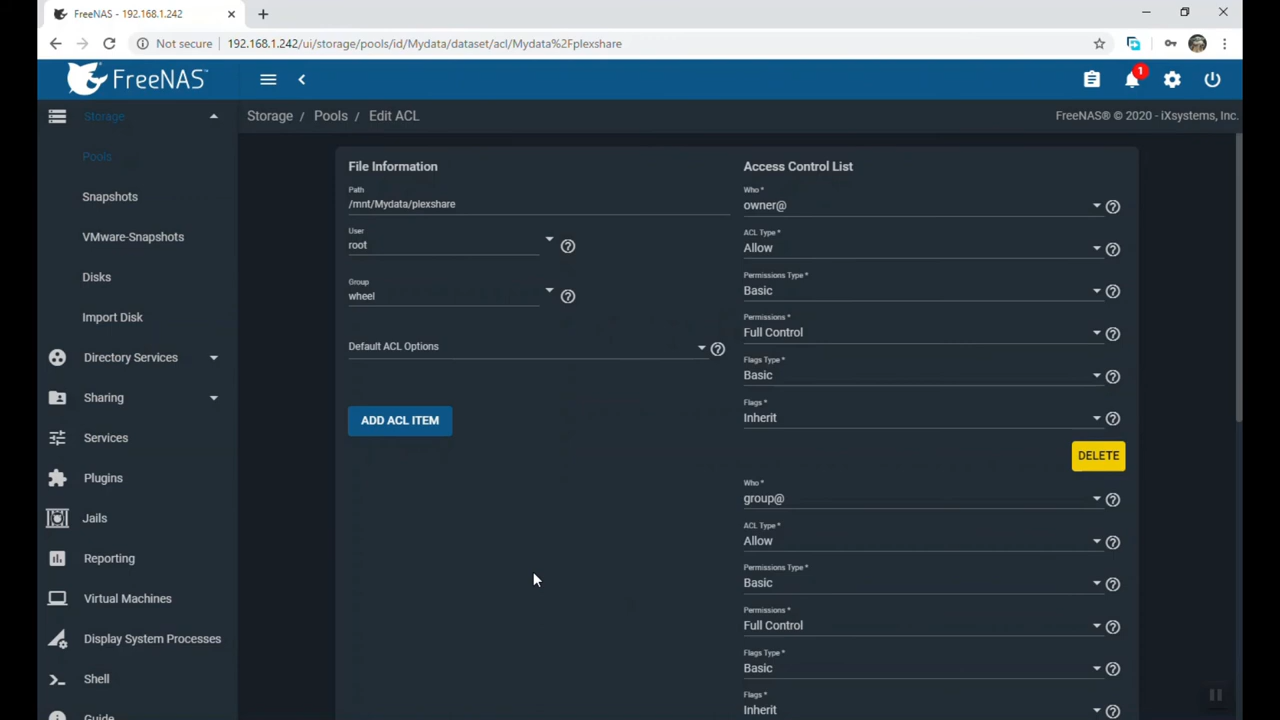 FreeNAS - 192.168.1.242
Not secure
192.168.1.242/ui/storage/pools/id/Mydata/dataset/acl/Mydata%2Fplexshare
FreeNAS™
1
Storage
Pools
Snapshots
VMware-Snapshots
Disks
Import Disk
Directory Services
Sharing
Services
Plugins
Jails
Reporting
Virtual Machines
Display System Processes
Shell
Guide
Storage / Pools / Edit ACL
FreeNAS® © 2020 - iXsystems, Inc.
File Information
Path
/mnt/Mydata/plexshare
User
root
Group
wheel
Default ACL Options
ADD ACL ITEM
Access Control List
Who *
owner@
ACL Type *
Allow
Permissions Type *
Basic
Permissions *
Full Control
Flags Type *
Basic
Flags *
Inherit
DELETE
Who *
group@
ACL Type *
Allow
Permissions Type *
Basic
Permissions *
Full Control
Flags Type *
Basic
Flags *
Inherit